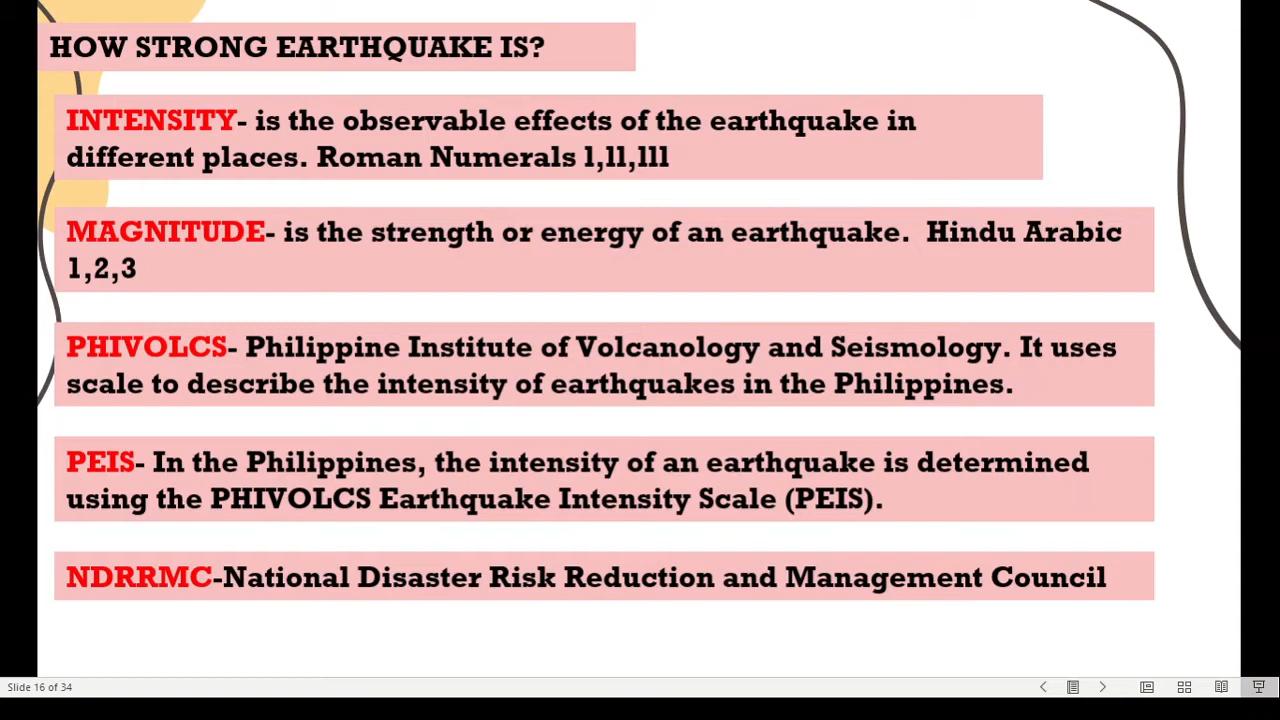 HOW STRONG EARTHQUAKE IS?
INTENSITY- is the observable effects of the earthquake in
different places. Roman Numerals l,ll,lll
MAGNITUDE- is the strength or energy of an earthquake. Hindu Arabic
1,2,3
PHIVOLCS- Philippine Institute of Volcanology and Seismology. It uses
scale to describe the intensity of earthquakes in the Philippines.
PEIS- In the Philippines, the intensity of an earthquake is determined
using the PHIVOLCS Earthquake Intensity Scale (PEIS).
NDRRMC-National Disaster Risk Reduction and Management Council
Slide 16 of 34